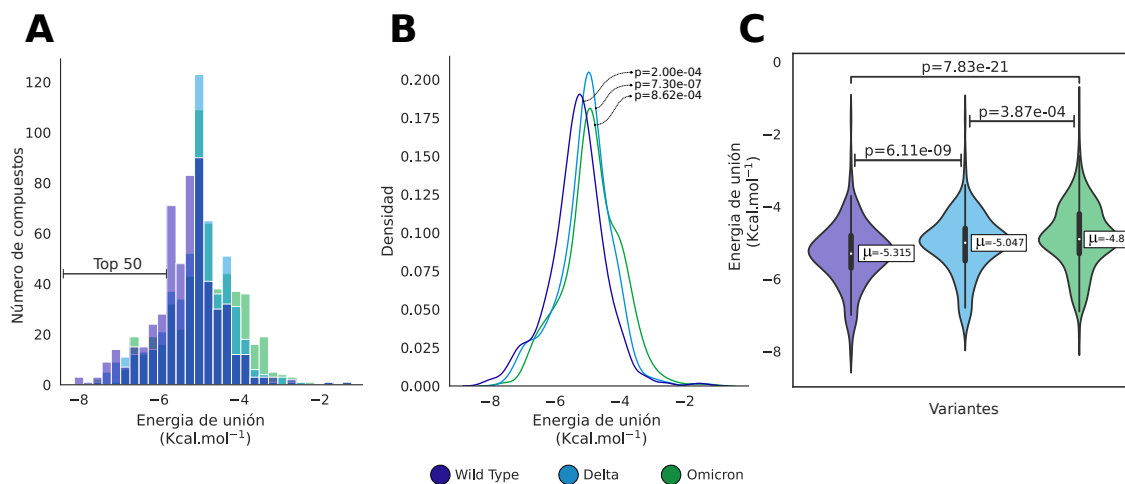 A
B
C
Número de compuestos
120
100
80
60
40
20
0
Top 50
−8
−6
−4
−2
Energia de unión
(Kcal.mol⁻¹)
Densidad
0.200
0.175
0.150
0.125
0.100
0.075
0.050
0.025
0.000
p=2.00e-04
p=7.30e-07
p=8.62e-04
−8
−6
−4
−2
Energia de unión
(Kcal.mol⁻¹)
Energia de unión
(Kcal.mol⁻¹)
0
−2
−4
−6
−8
p=7.83e-21
p=3.87e-04
p=6.11e-09
μ=-5.315
μ=-5.047
μ=-4.8
Variantes
Wild Type
Delta
Omicron